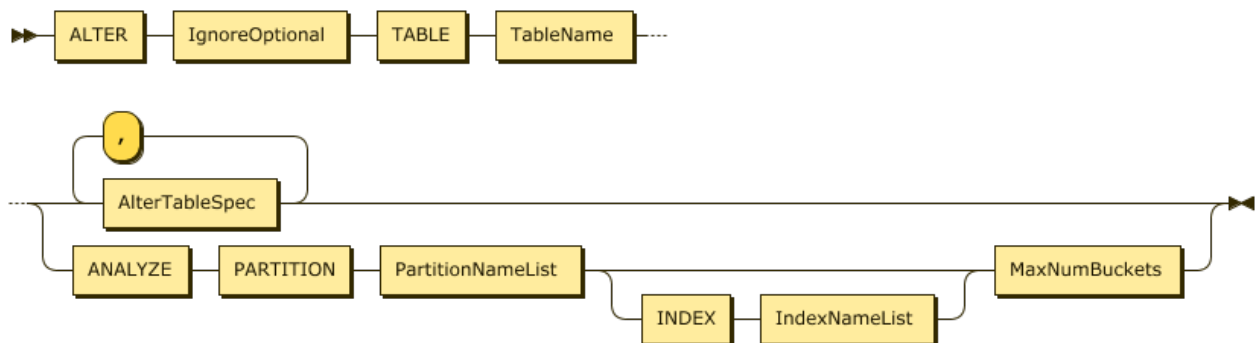 ALTER IgnoreOptional TABLE TableName
,
AlterTableSpec
ANALYZE PARTITION PartitionNameList MaxNumBuckets
INDEX IndexNameList